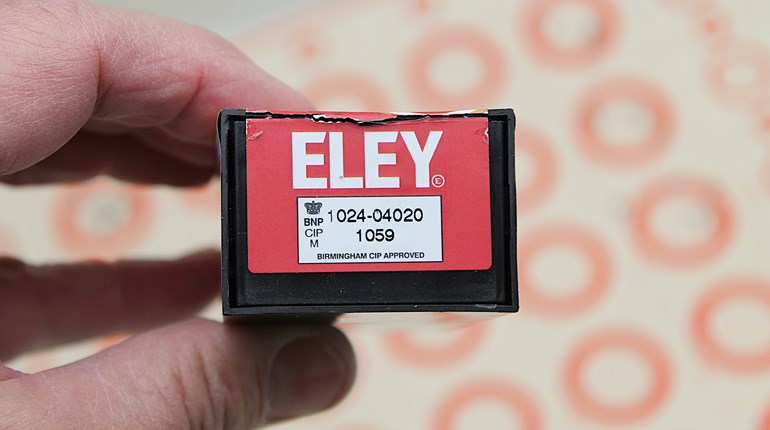 ELEY
BNP 1024-04020
CIP 1059
M
BIRMINGHAM CIP APPROVED